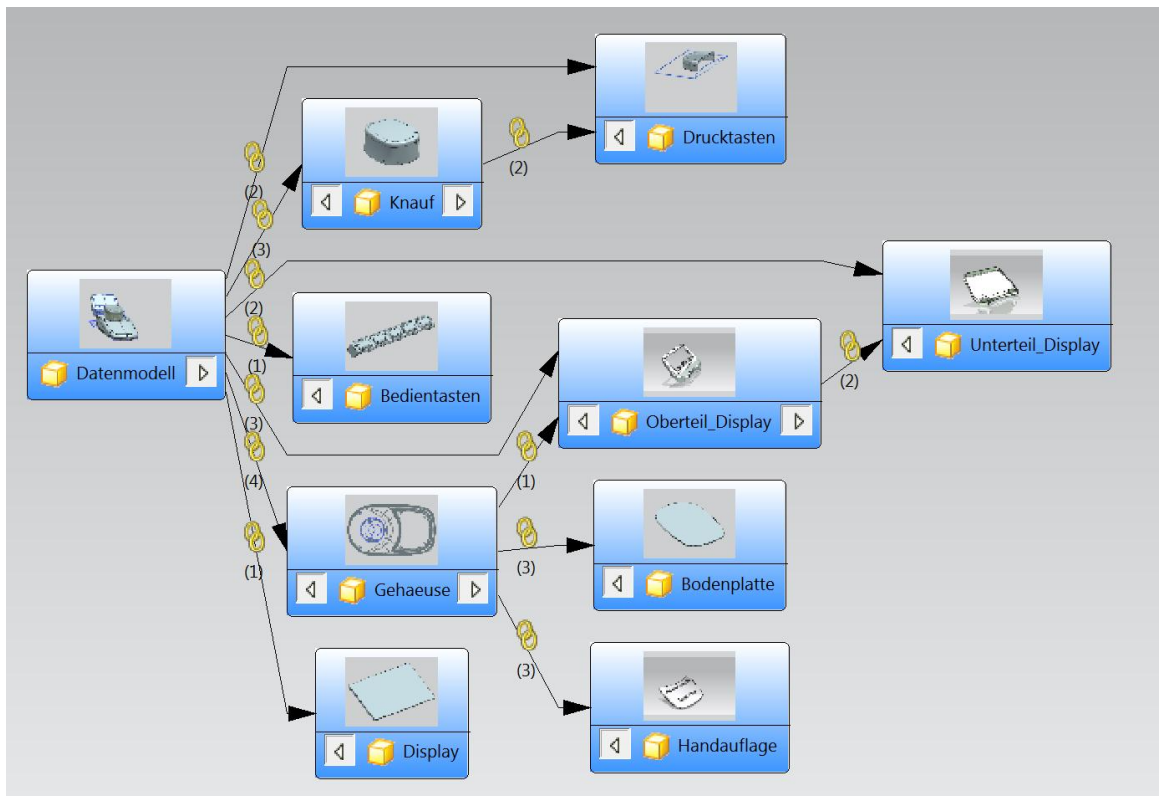 Drucktasten
(2)
(2)
Knauf
(3)
(2)
Datenmodell
(1)
Bedientasten
Unterteil_Display
(2)
Oberteil_Display
(3)
(4)
(1)
(1)
Gehaeuse
(3)
Bodenplatte
(3)
Display
Handauflage